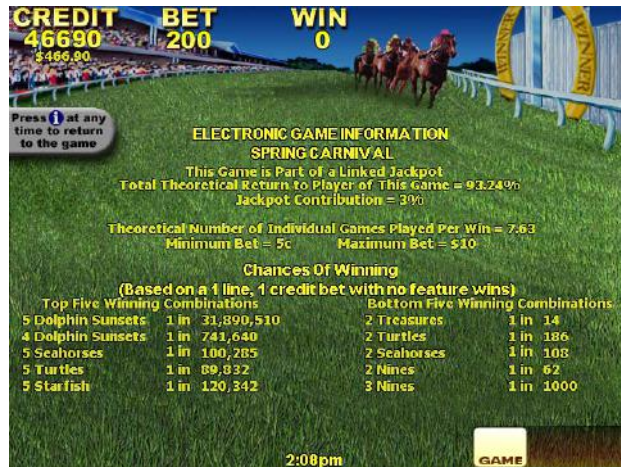 CREDIT BET WIN
46690 200 0
$466.90
WINNER
WINNER
Press i at any
time to return
to the game
ELECTRONIC GAME INFORMATION
SPRING CARNIVAL
This Game is Part of a Linked Jackpot
Total Theoretical Return to Player of This Game = 93.24%
Jackpot Contribution = 3%
Theoretical Number of Individual Games Played Per Win = 7.63
Minimum Bet = 5c Maximum Bet = $10
Chances Of Winning
(Based on a 1 line, 1 credit bet with no feature wins)
Top Five Winning Combinations Bottom Five Winning Combinations
5 Dolphin Sunsets 1 in 31,890,510 2 Treasures 1 in 14
4 Dolphin Sunsets 1 in 741,640 2 Turtles 1 in 186
5 Seahorses 1 in 100,285 2 Seahorses 1 in 108
5 Turtles 1 in 89,832 2 Nines 1 in 62
5 Starfish 1 in 120,342 3 Nines 1 in 1000
2:08pm
GAME